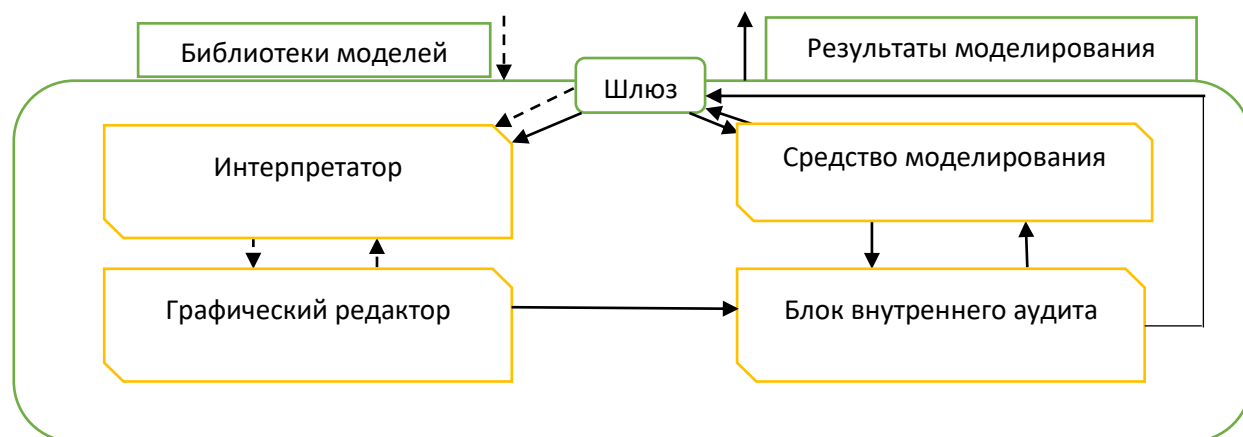 Библиотеки моделей
Результаты моделирования
Шлюз
Интерпретатор
Средство моделирования
Графический редактор
Блок внутреннего аудита